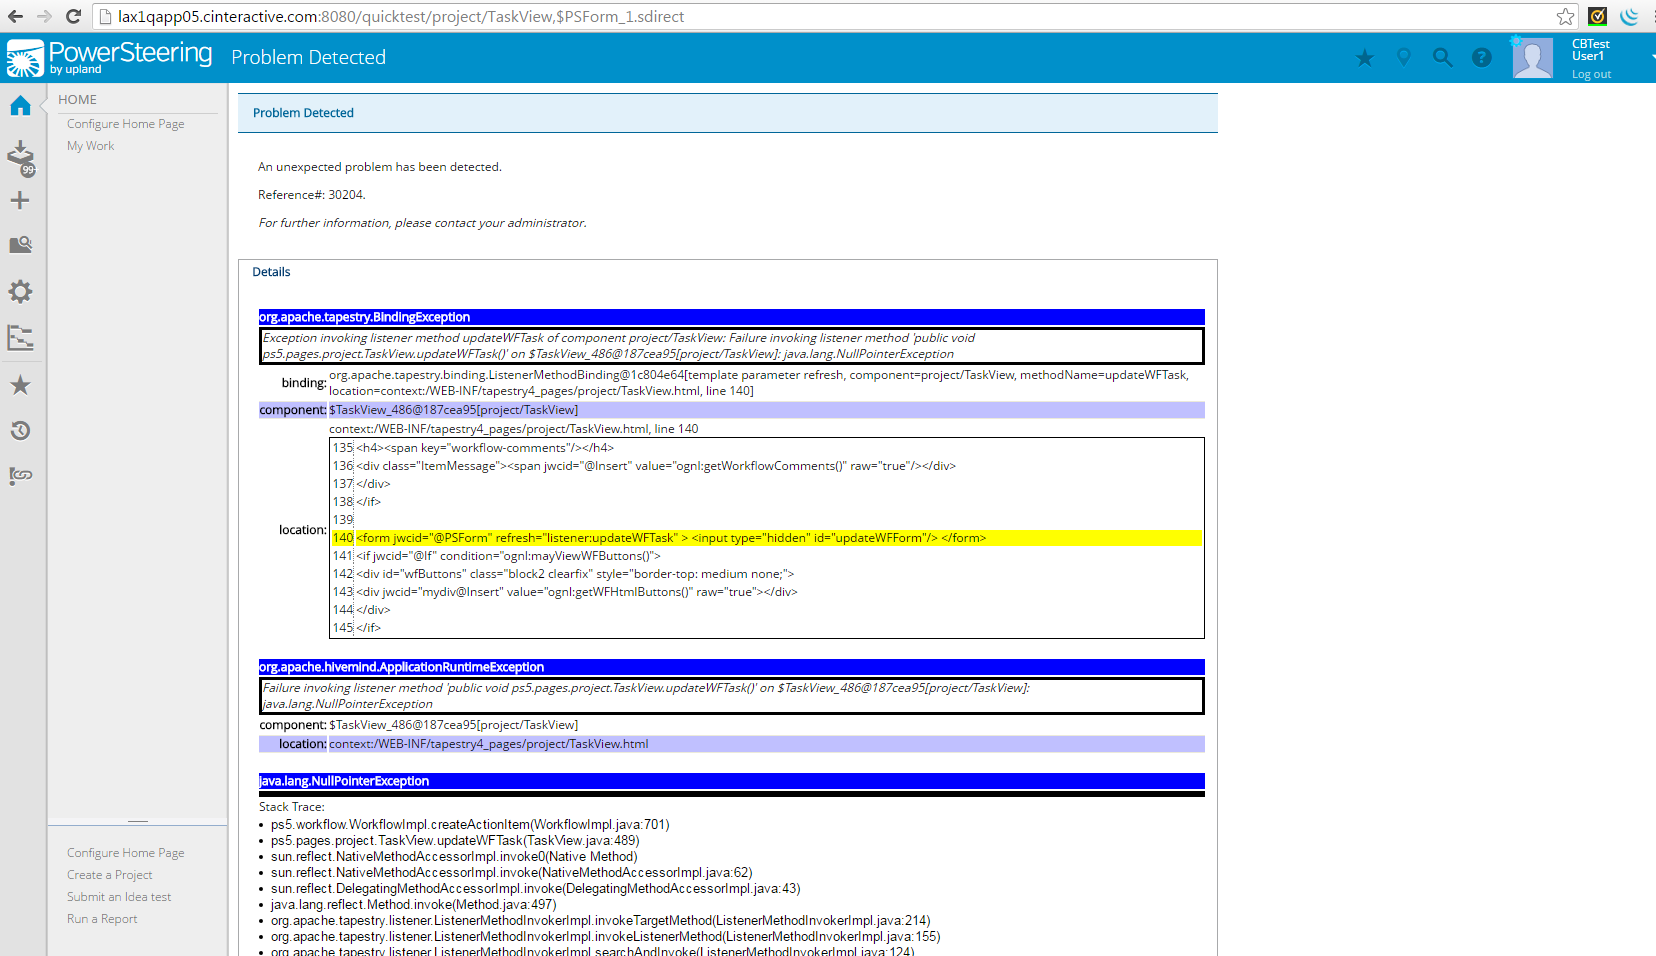 lax1qapp05.cinteractive.com:8080/quicktest/project/TaskView,$PSForm_1.sdirect
PowerSteering
by upland
Problem Detected
CBTest
User1
Log out
HOME
Configure Home Page
My Work
99+
Problem Detected
An unexpected problem has been detected.
Reference#: 30204.
For further information, please contact your administrator.
Details
org.apache.tapestry.BindingException
Exception invoking listener method updateWFTask of component project/TaskView: Failure invoking listener method 'public void
ps5.pages.project.TaskView.updateWFTask()' on $TaskView_486@187cea95[project/TaskView]: java.lang.NullPointerException
binding: org.apache.tapestry.binding.ListenerMethodBinding@1c804e64[template parameter refresh, component=project/TaskView, methodName=updateWFTask,
location=context:/WEB-INF/tapestry4_pages/project/TaskView.html, line 140]
component: $TaskView_486@187cea95[project/TaskView]
context:/WEB-INF/tapestry4_pages/project/TaskView.html, line 140
location:
135 <h4><span key="workflow-comments"/></h4>
136 <div class="ItemMessage"><span jwcid="@Insert" value="ognl:getWorkflowComments()" raw="true"/></div>
137 </div>
138 </if>
139
140 <form jwcid="@PSForm" refresh="listener:updateWFTask" > <input type="hidden" id="updateWFForm"/> </form>
141 <if jwcid="@If" condition="ognl:mayViewWFButtons()">
142 <div id="wfButtons" class="block2 clearfix" style="border-top: medium none;">
143 <div jwcid="mydiv@Insert" value="ognl:getWFHtmlButtons()" raw="true"></div>
144 </div>
145 </if>
org.apache.hivemind.ApplicationRuntimeException
Failure invoking listener method 'public void ps5.pages.project.TaskView.updateWFTask()' on $TaskView_486@187cea95[project/TaskView]:
java.lang.NullPointerException
component: $TaskView_486@187cea95[project/TaskView]
location: context:/WEB-INF/tapestry4_pages/project/TaskView.html
java.lang.NullPointerException
Stack Trace:
• ps5.workflow.WorkflowImpl.createActionItem(WorkflowImpl.java:701)
• ps5.pages.project.TaskView.updateWFTask(TaskView.java:489)
• sun.reflect.NativeMethodAccessorImpl.invoke0(Native Method)
• sun.reflect.NativeMethodAccessorImpl.invoke(NativeMethodAccessorImpl.java:62)
• sun.reflect.DelegatingMethodAccessorImpl.invoke(DelegatingMethodAccessorImpl.java:43)
• java.lang.reflect.Method.invoke(Method.java:497)
• org.apache.tapestry.listener.ListenerMethodInvokerImpl.invokeTargetMethod(ListenerMethodInvokerImpl.java:214)
• org.apache.tapestry.listener.ListenerMethodInvokerImpl.invokeListenerMethod(ListenerMethodInvokerImpl.java:155)
• org.apache.tapestry.listener.ListenerMethodInvokerImpl.searchAndInvoke(ListenerMethodInvokerImpl.java:124)
Configure Home Page
Create a Project
Submit an Idea test
Run a Report